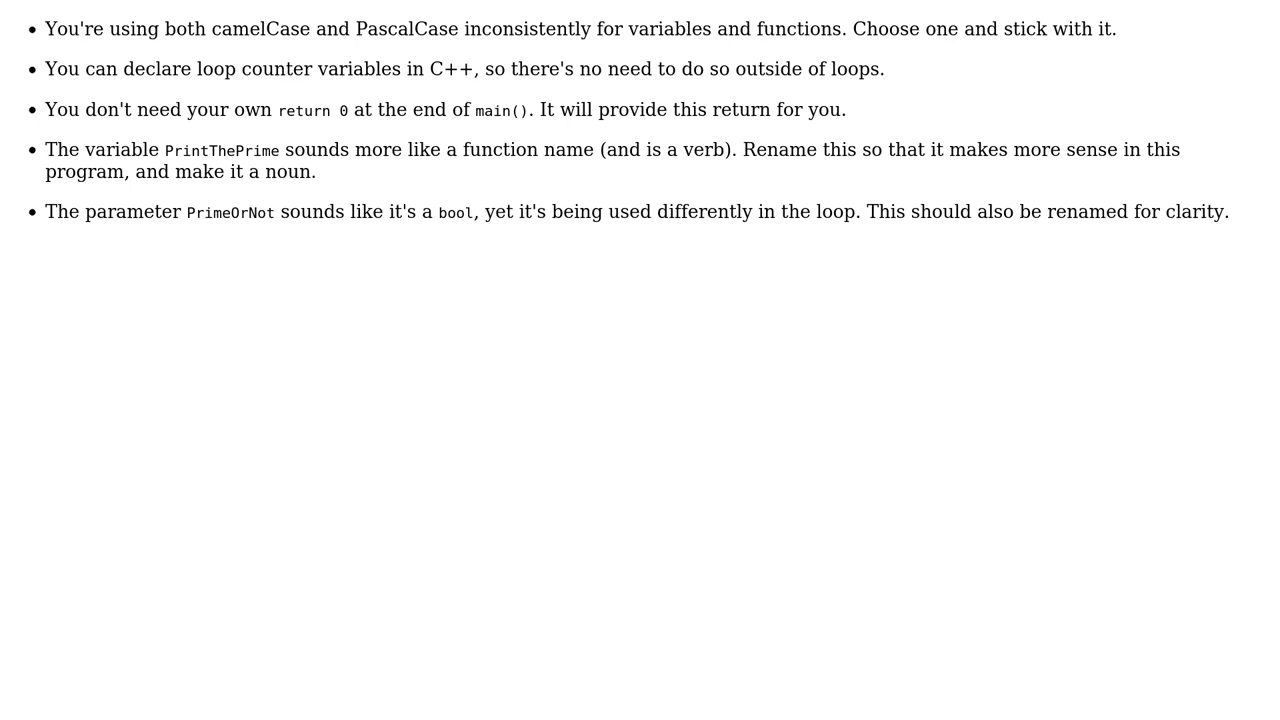 You're using both camelCase and PascalCase inconsistently for variables and functions. Choose one and stick with it.
You can declare loop counter variables in C++, so there's no need to do so outside of loops.
You don't need your own return 0 at the end of main(). It will provide this return for you.
The variable PrintThePrime sounds more like a function name (and is a verb). Rename this so that it makes more sense in this
program, and make it a noun.
The parameter PrimeOrNot sounds like it's a bool, yet it's being used differently in the loop. This should also be renamed for clarity.